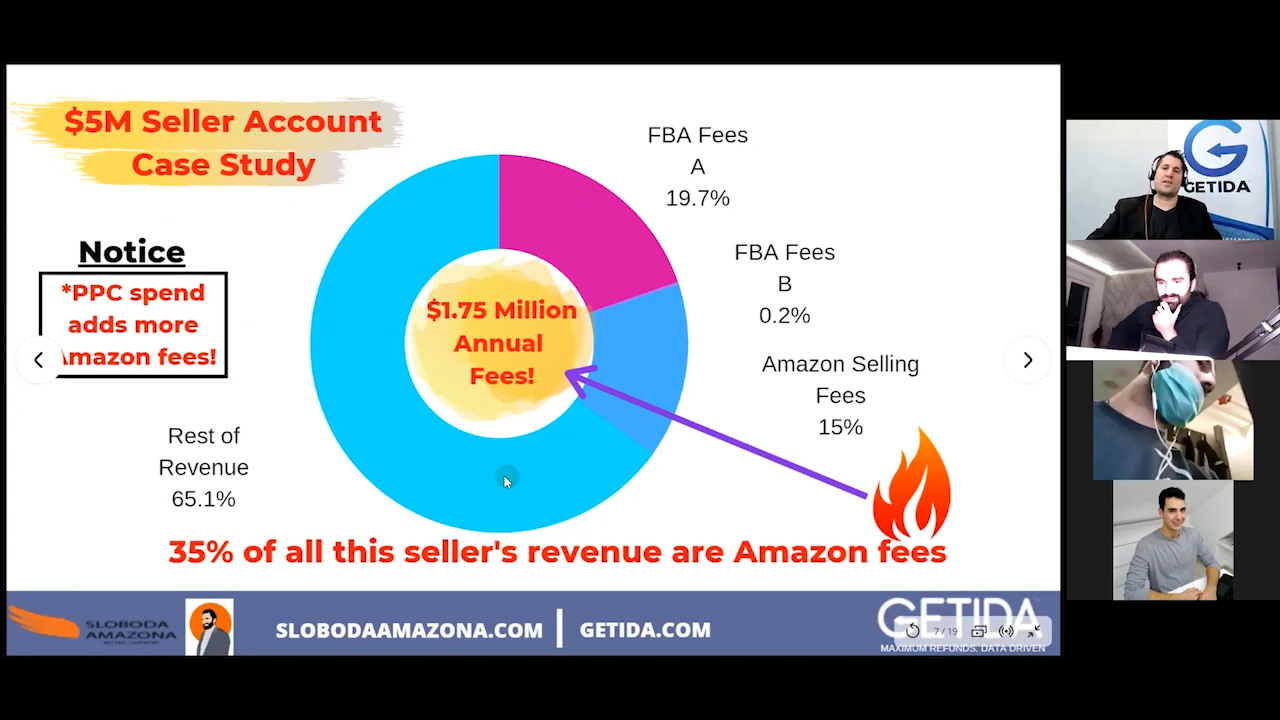 $5M Seller Account
Case Study
Notice
*PPC spend
adds more
Amazon fees!
$1.75 Million
Annual
Fees!
FBA Fees
A
19.7%
FBA Fees
B
0.2%
Amazon Selling
Fees
15%
Rest of
Revenue
65.1%
35% of all this seller's revenue are Amazon fees
SLOBODA
AMAZONA
SLOBODAAMAZONA.COM | GETIDA.COM
GETIDA
7 / 19
MAXIMUM REFUNDS. DATA DRIVEN
GETIDA